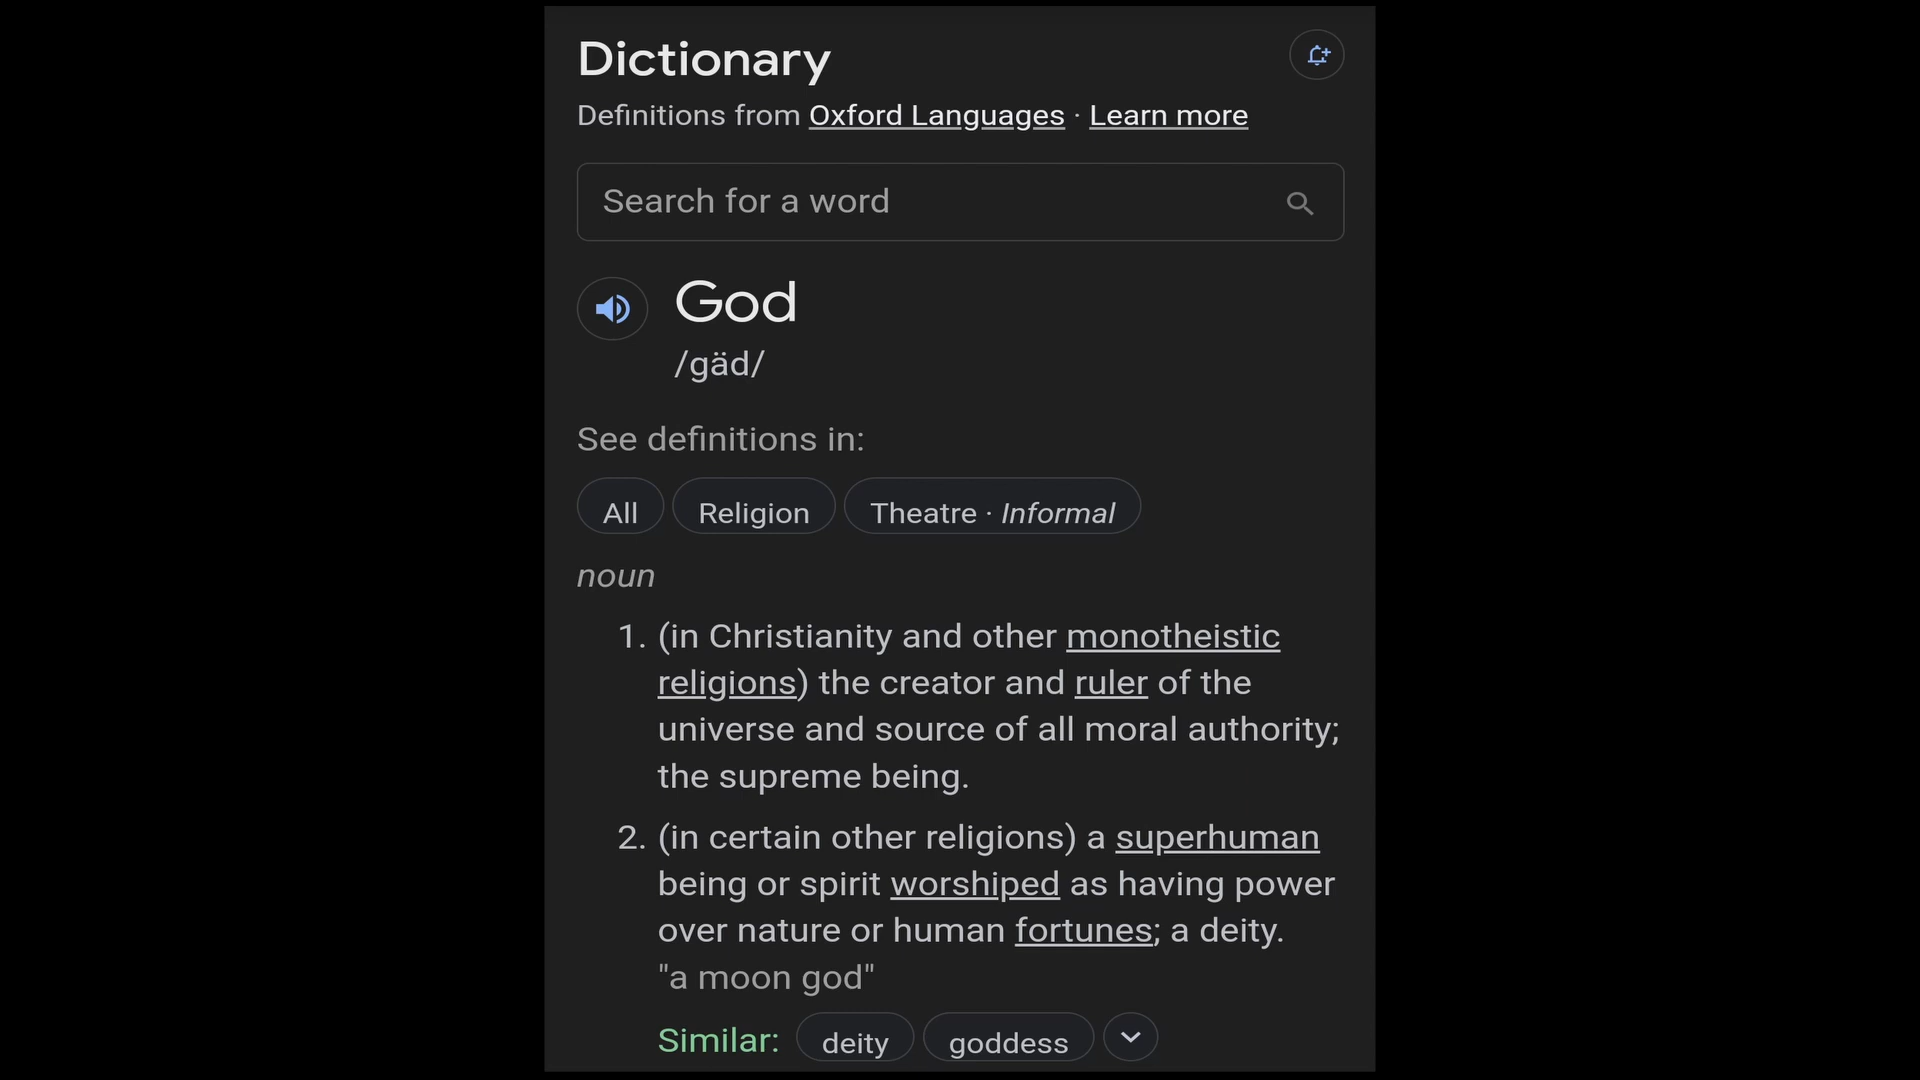 Dictionary
Definitions from Oxford Languages · Learn more
Search for a word
God
/gäd/
See definitions in:
All Religion Theatre · Informal
noun
1. (in Christianity and other monotheistic
religions) the creator and ruler of the
universe and source of all moral authority;
the supreme being.
2. (in certain other religions) a superhuman
being or spirit worshiped as having power
over nature or human fortunes; a deity.
"a moon god"
Similar: deity goddess